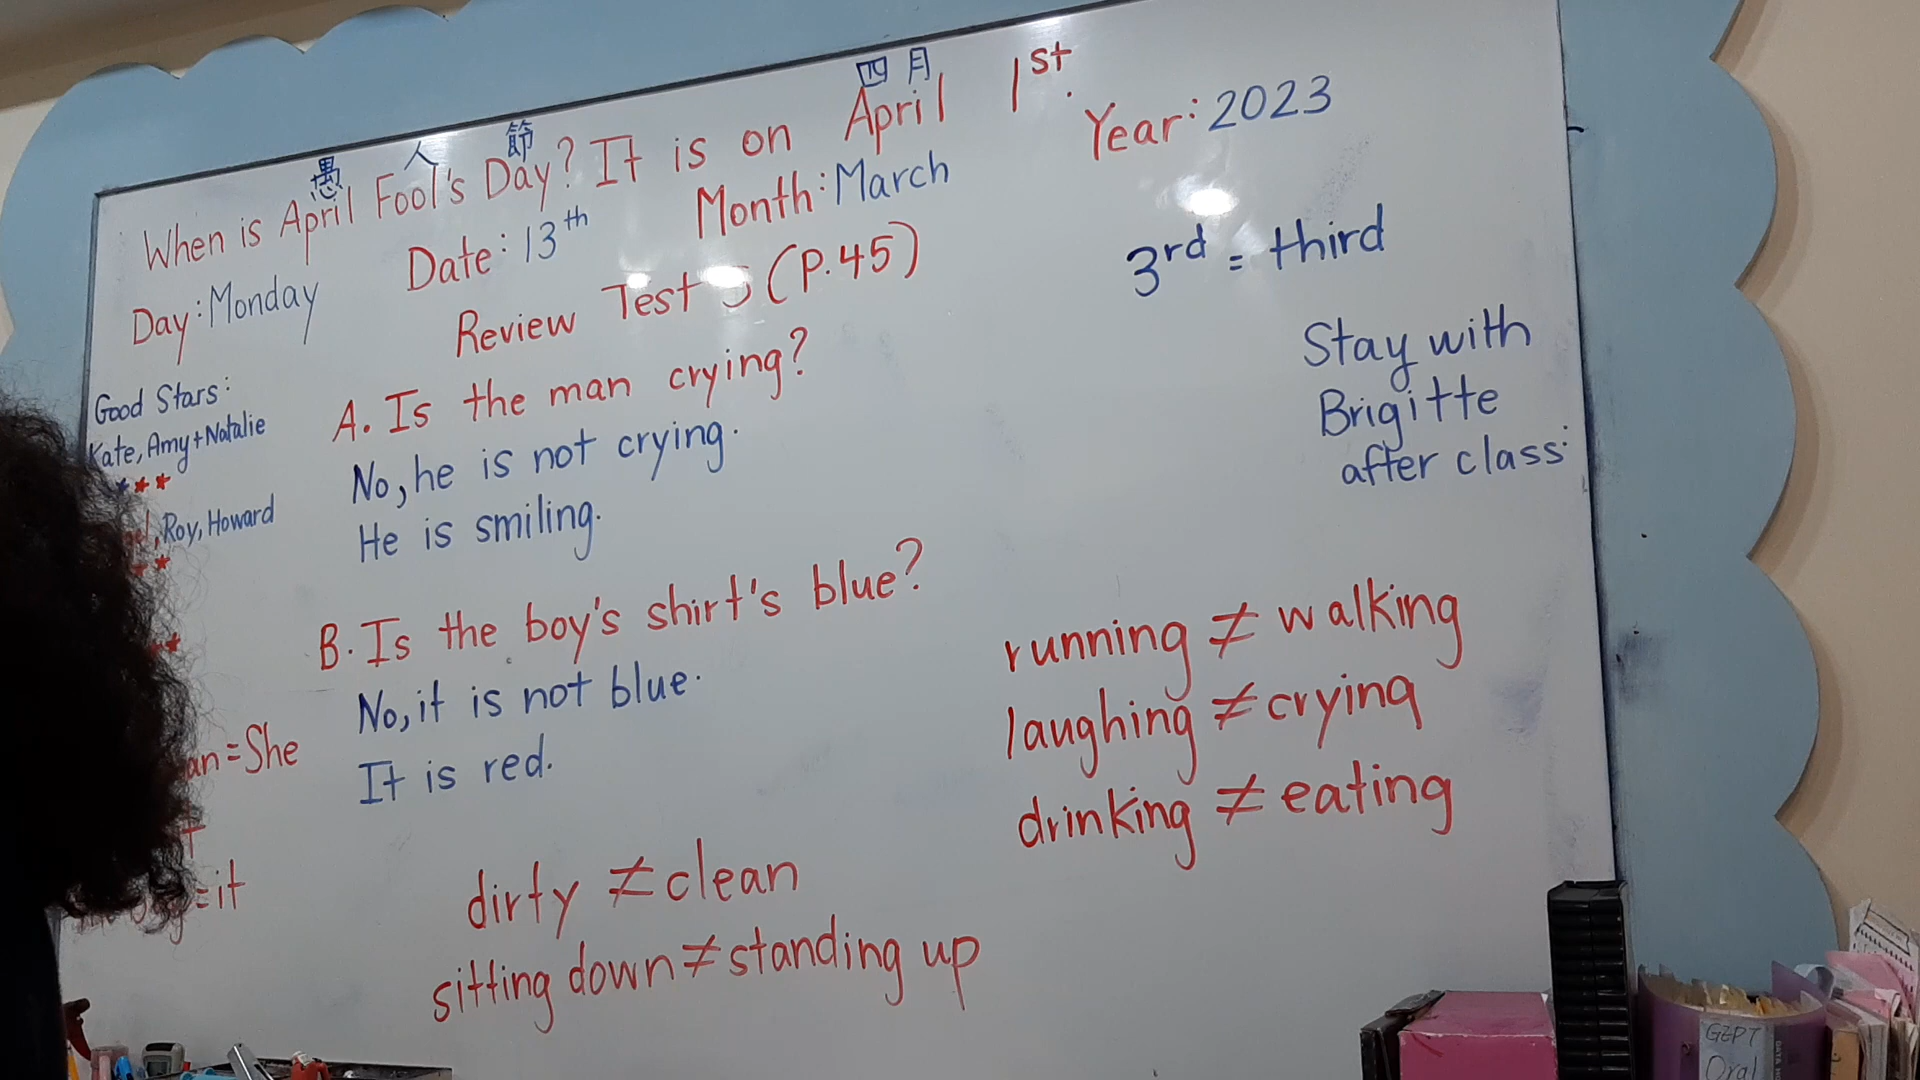 四月
愚人節
When is April Fool's Day? It is on April 1st.
Day: Monday Date: 13th Month: March Year: 2023
Review Test (P.45)
3rd = third
Stay with
Brigitte
after class.
Good Stars:
Kate, Amy + Natalie
Roy, Howard
A. Is the man crying?
No, he is not crying.
He is smiling.
B. Is the boy's shirt's blue?
No, it is not blue.
It is red.
=She
=it
running ≠ walking
laughing ≠ crying
drinking ≠ eating
dirty ≠ clean
sitting down ≠ standing up
GEPT
Oral